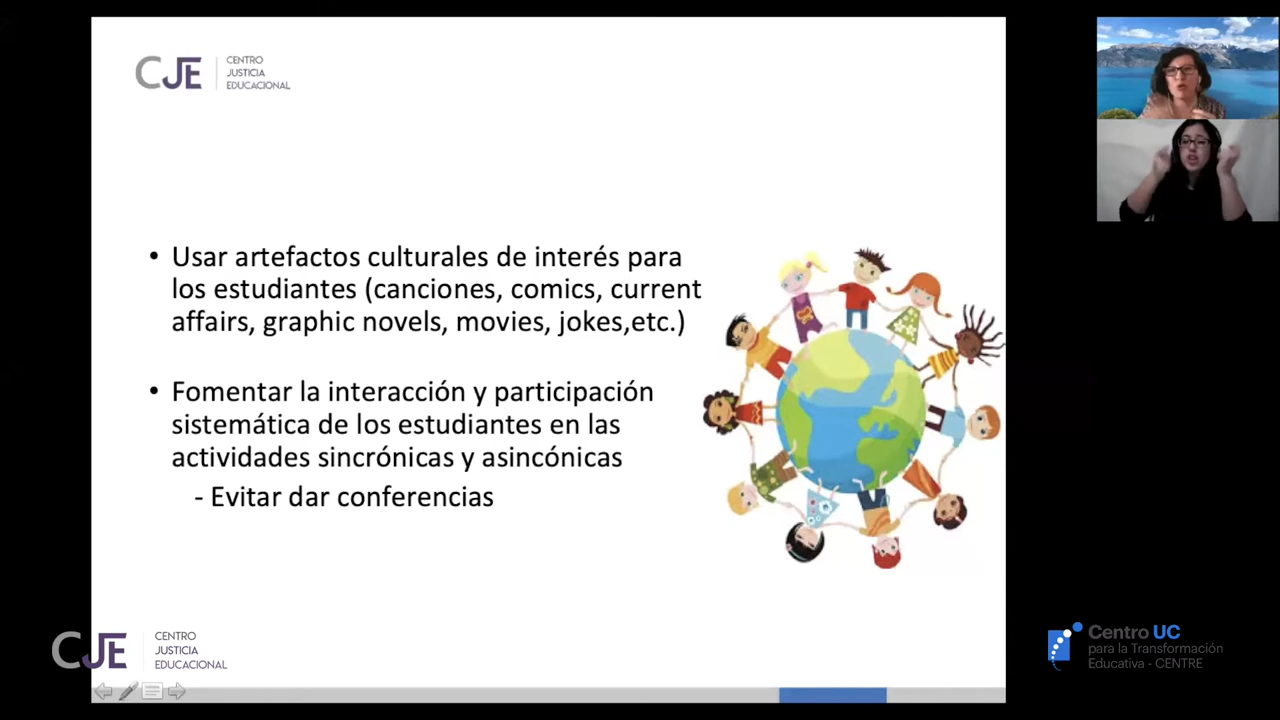 CJE
CENTRO
JUSTICIA
EDUCACIONAL
• Usar artefactos culturales de interés para
los estudiantes (canciones, comics, current
affairs, graphic novels, movies, jokes,etc.)
• Fomentar la interacción y participación
sistemática de los estudiantes en las
actividades sincrónicas y asincónicas
- Evitar dar conferencias
CJE
CENTRO
JUSTICIA
EDUCACIONAL
Centro UC
para la Transformación
Educativa - CENTRE